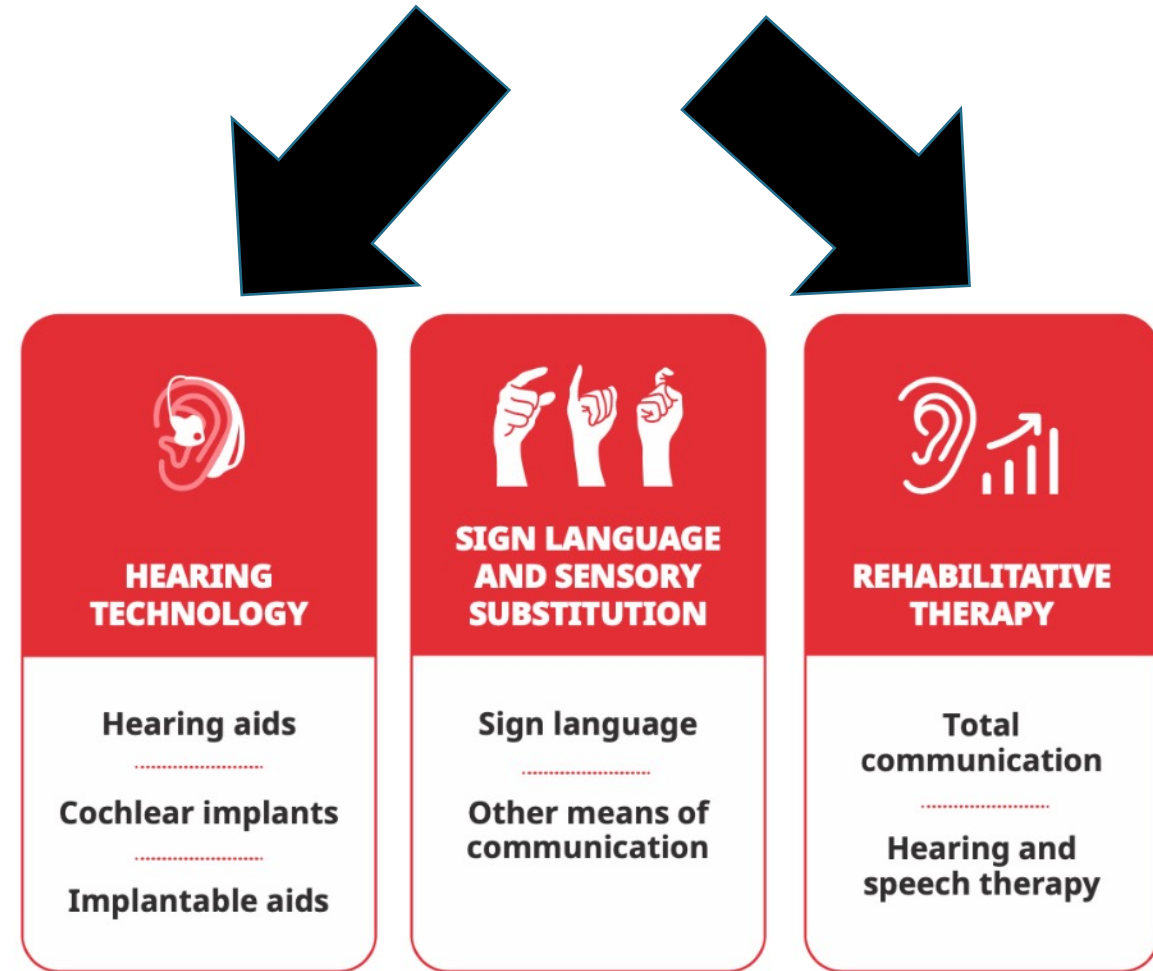 HEARING
TECHNOLOGY
Hearing aids
Cochlear implants
Implantable aids
SIGN LANGUAGE
AND SENSORY
SUBSTITUTION
Sign language
Other means of
communication
REHABILITATIVE
THERAPY
Total
communication
Hearing and
speech therapy